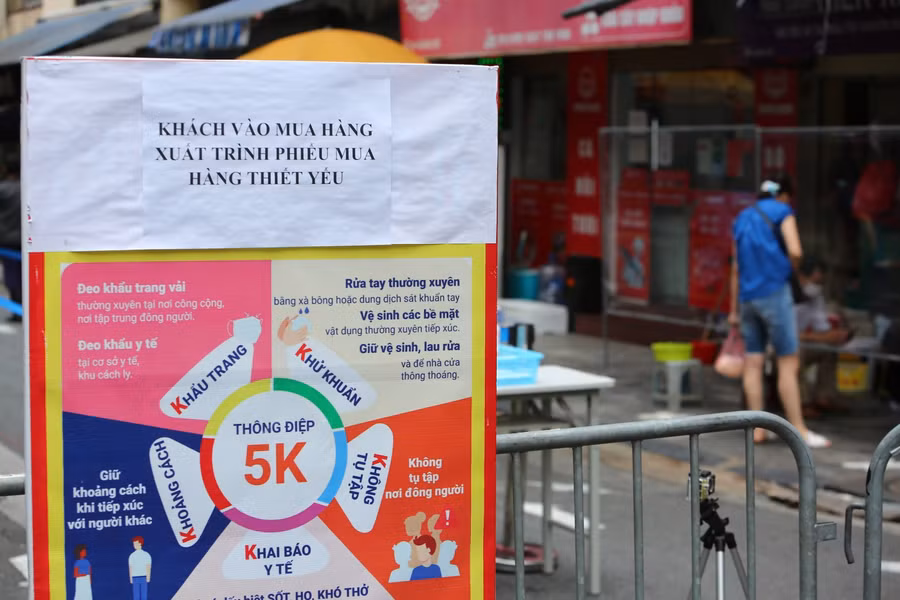 KHÁCH VÀO MUA HÀNG
XUẤT TRÌNH PHIẾU MUA
HÀNG THIẾT YẾU
Đeo khẩu trang vải
thường xuyên tại nơi công cộng,
nơi tập trung đông người.
Đeo khẩu y tế
tại cơ sở y tế,
khu cách ly.
Rửa tay thường xuyên
bằng xà bông hoặc dung dịch sát khuẩn tay
Vệ sinh các bề mặt
vật dụng thường xuyên tiếp xúc.
Giữ vệ sinh, lau rửa
và để nhà cửa
thông thoáng.
KHẨU TRANG
KHỬ KHUẨN
THÔNG ĐIỆP
5K
KHOẢNG CÁCH
KHÔNG
TỤ TẬP
Giữ
khoảng cách
khi tiếp xúc
với người khác
Không
tụ tập
nơi đông người
KHAI BÁO
Y TẾ
SỐT, HO, KHÓ THỞ